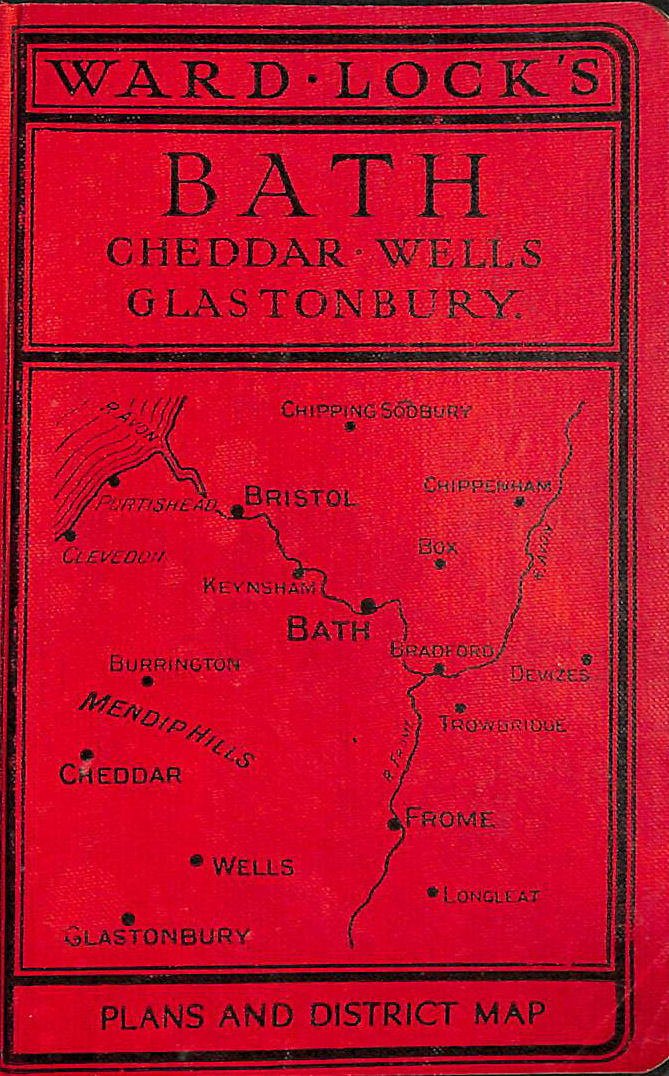 WARD·LOCK'S
BATH
CHEDDAR·WELLS
GLASTONBURY.
R. AVON
CHIPPING SODBURY
PORTISHEAD
BRISTOL
CHIPPENHAM
CLEVEDON
BOX
R. AVON
KEYNSHAM
BATH
BRADFORD
BURRINGTON
DEVIZES
MENDIP HILLS
TROWBRIDGE
R. FROME
CHEDDAR
FROME
WELLS
LONGLEAT
GLASTONBURY
PLANS AND DISTRICT MAP